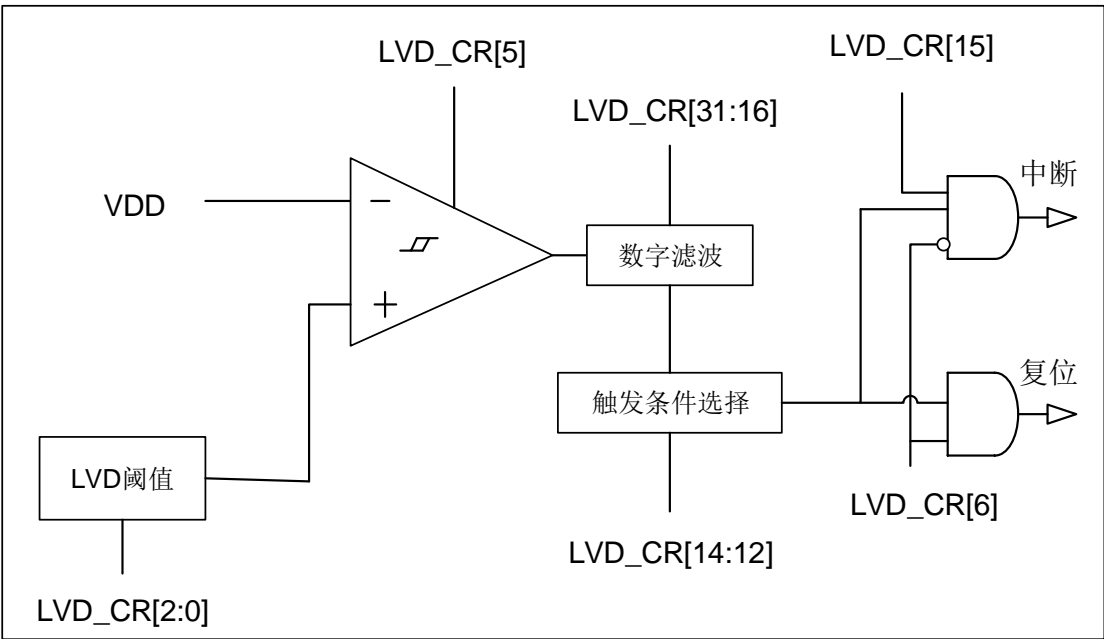 LVD_CR[5]
LVD_CR[15]
LVD_CR[31:16]
中断
VDD
−
数字滤波
+
复位
触发条件选择
LVD阈值
LVD_CR[6]
LVD_CR[14:12]
LVD_CR[2:0]